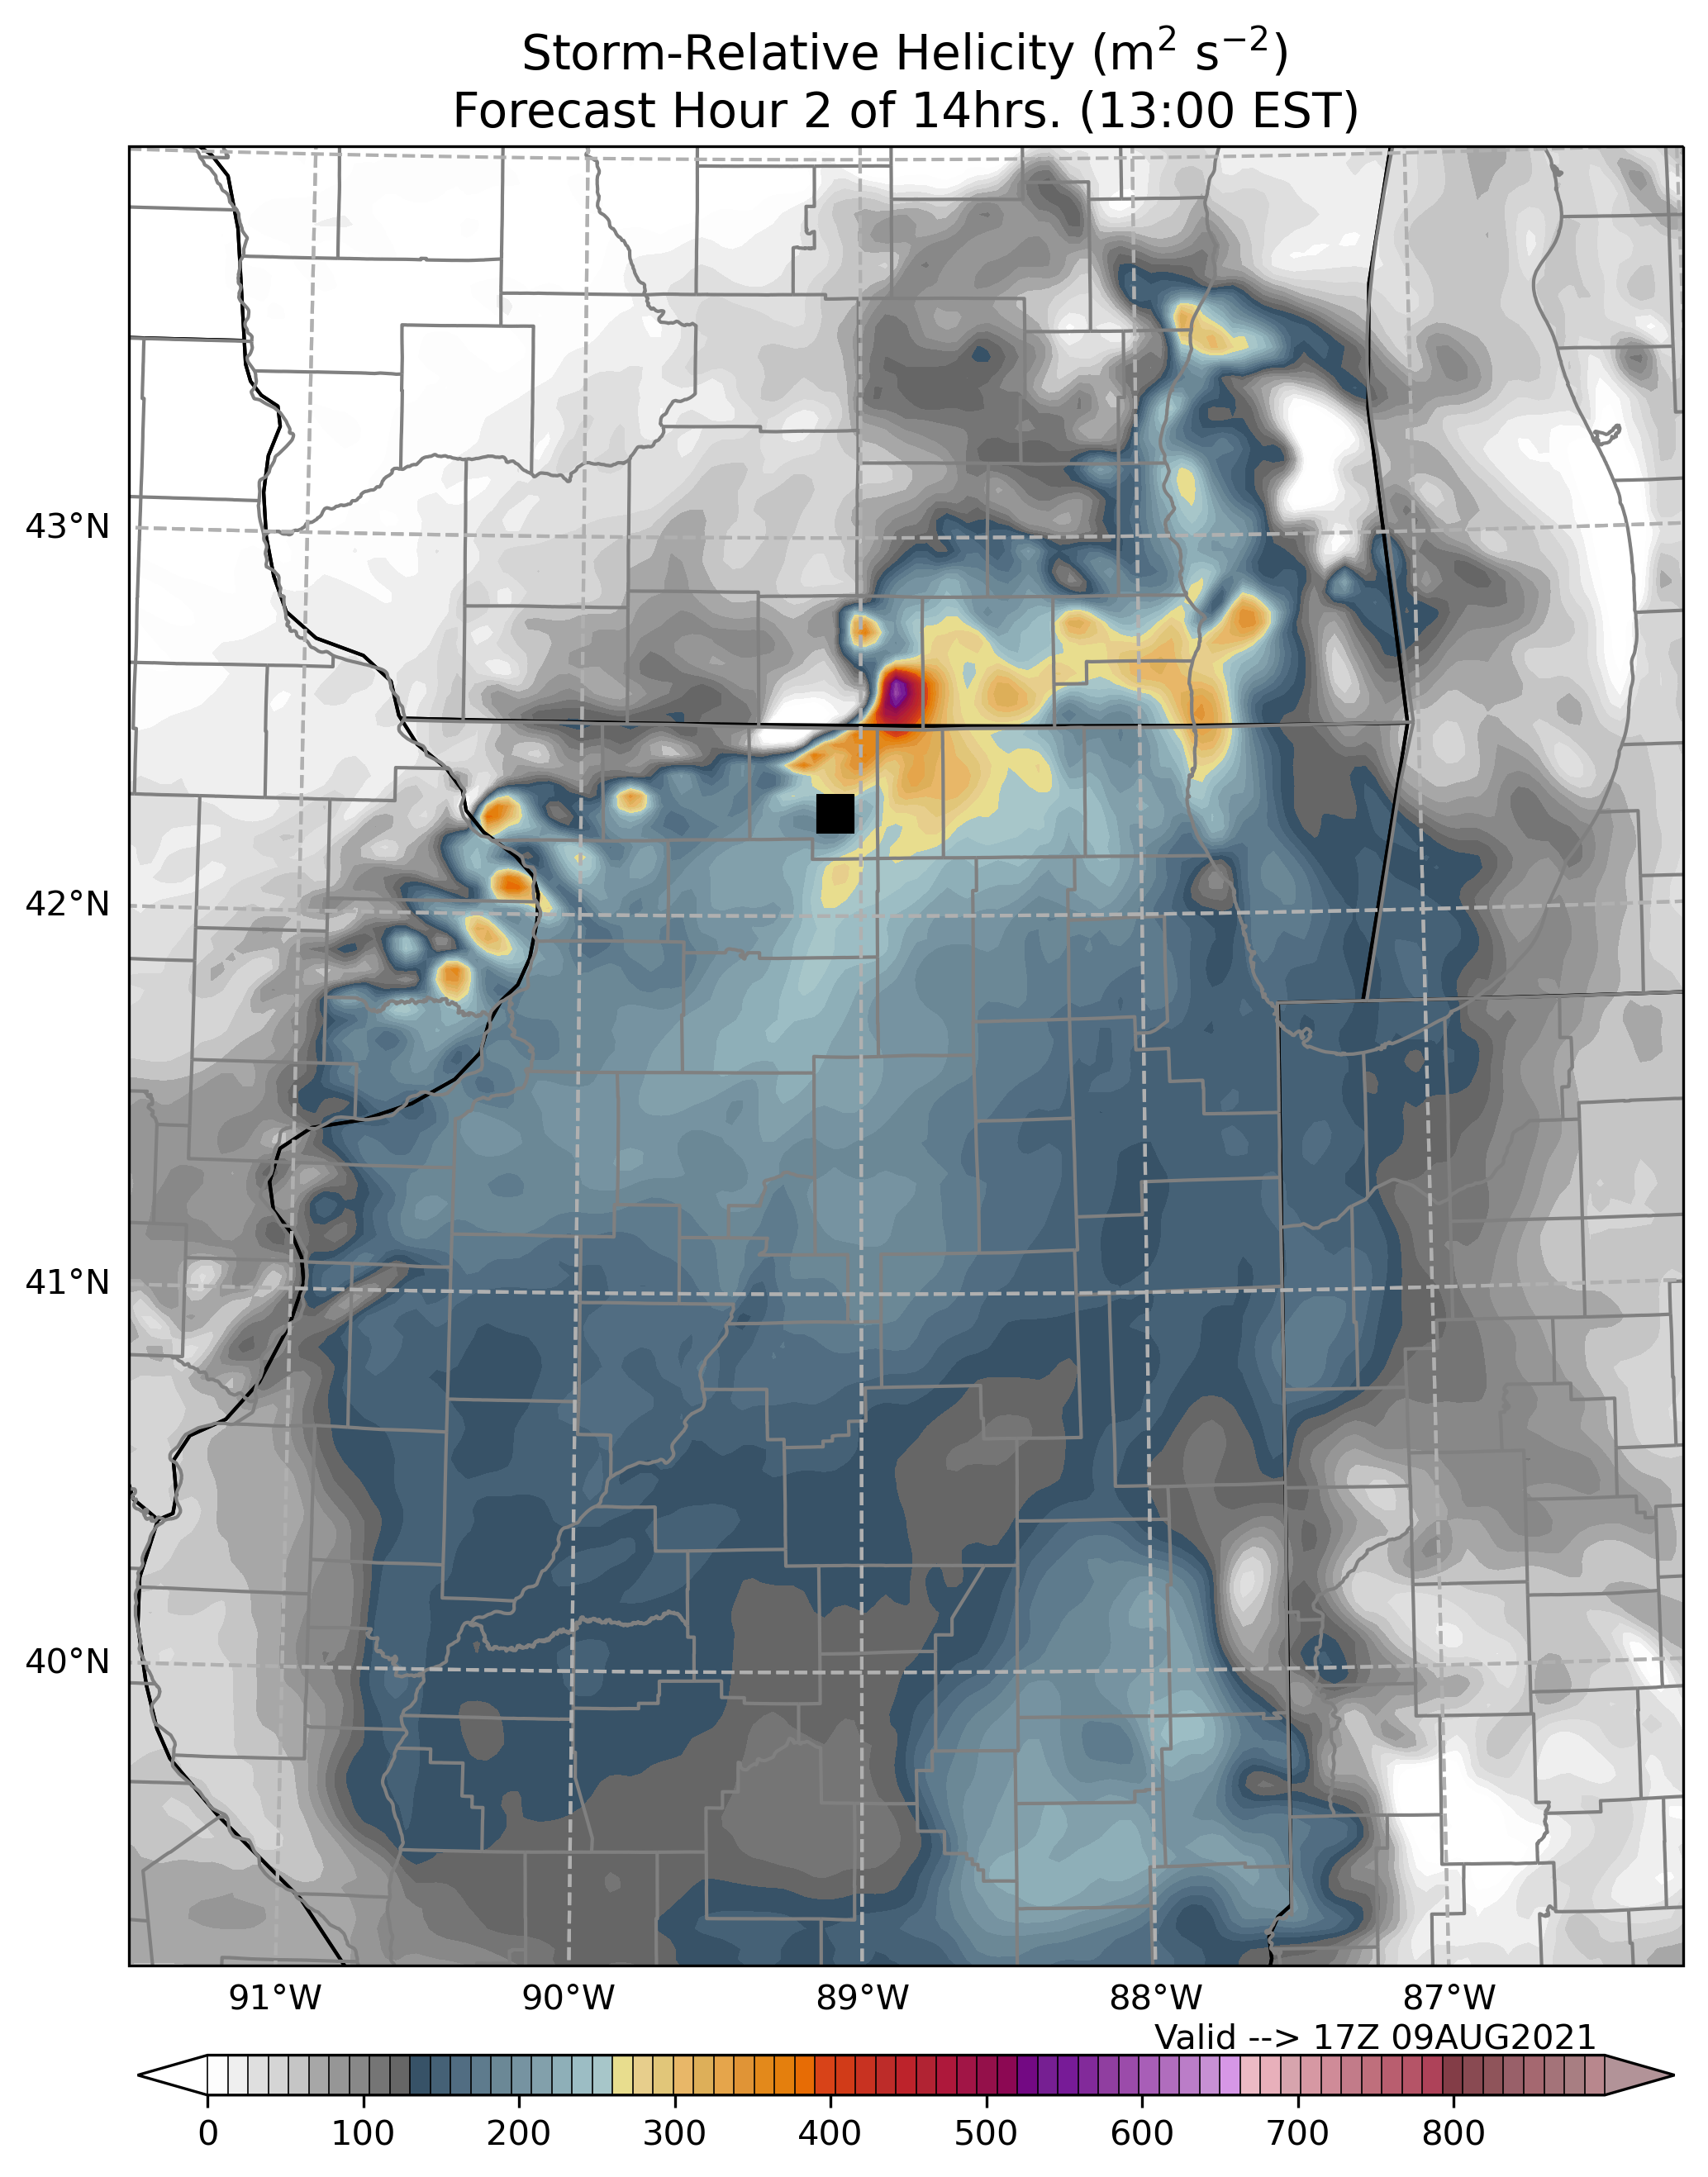 Storm-Relative Helicity (m² s⁻²)
Forecast Hour 2 of 14hrs. (13:00 EST)
43°N
42°N
41°N
40°N
91°W 90°W 89°W 88°W 87°W
Valid --> 17Z 09AUG2021
0 100 200 300 400 500 600 700 800